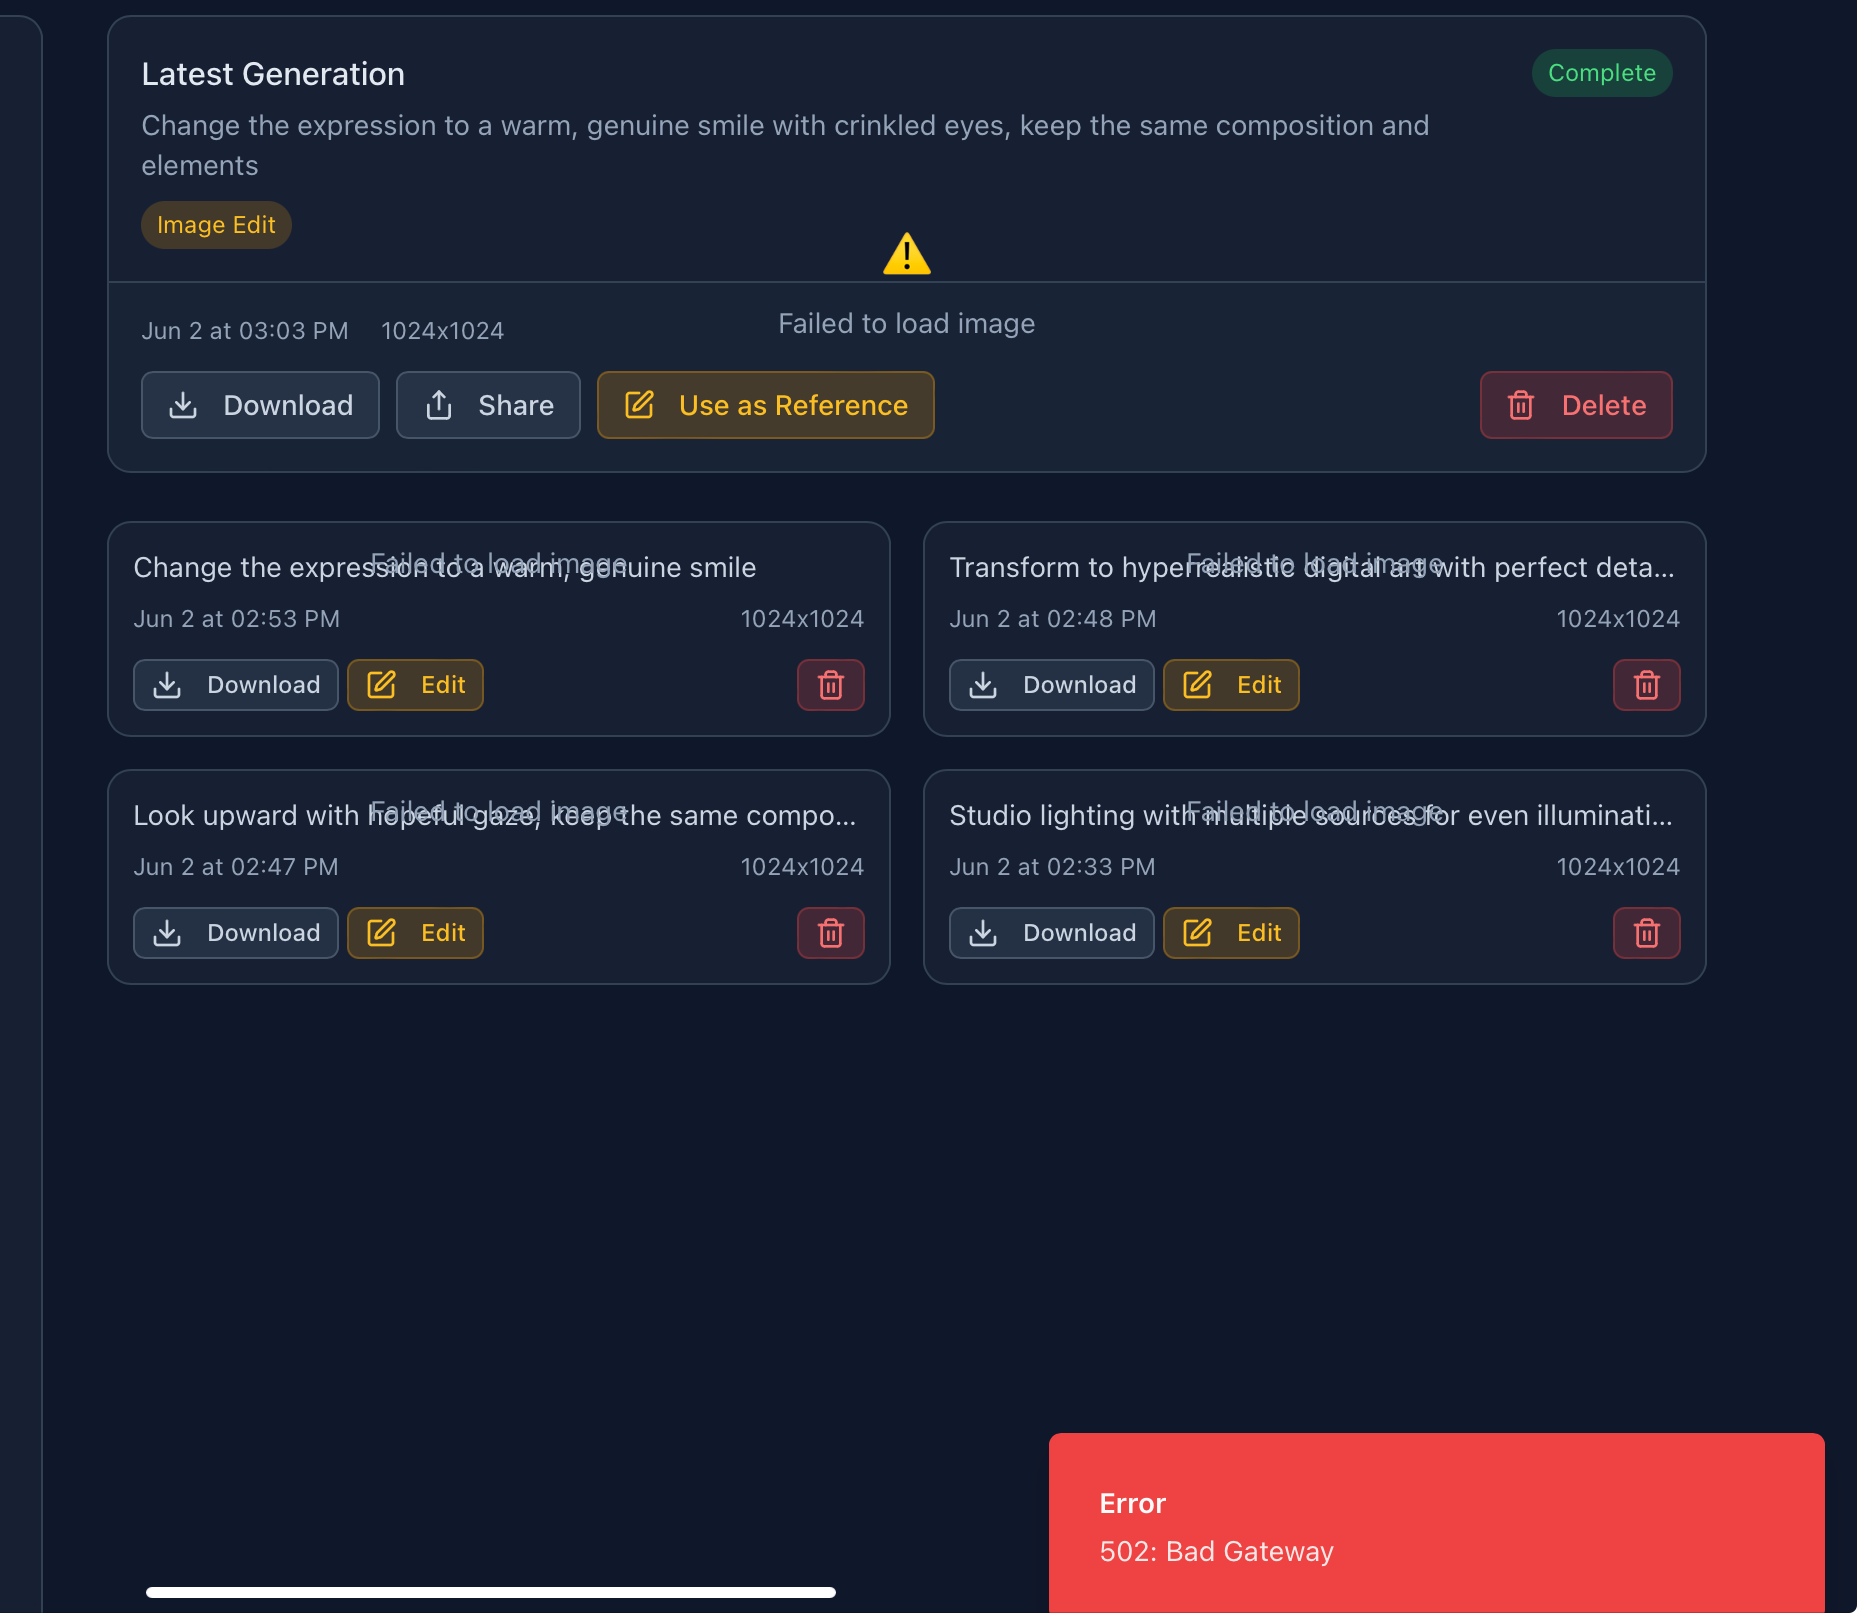 Latest Generation
Complete
Change the expression to a warm, genuine smile with crinkled eyes, keep the same composition and
elements
Image Edit
Jun 2 at 03:03 PM 1024x1024
Failed to load image
Download Share Use as Reference Delete
Failed to load image
Change the expression to a warm, genuine smile
Jun 2 at 02:53 PM 1024x1024
Download Edit
Failed to load image
Transform to hyperrealistic digital art with perfect deta...
Jun 2 at 02:48 PM 1024x1024
Download Edit
Failed to load image
Look upward with hopeful gaze, keep the same compo...
Jun 2 at 02:47 PM 1024x1024
Download Edit
Failed to load image
Studio lighting with multiple sources for even illuminati...
Jun 2 at 02:33 PM 1024x1024
Download Edit
Error
502: Bad Gateway